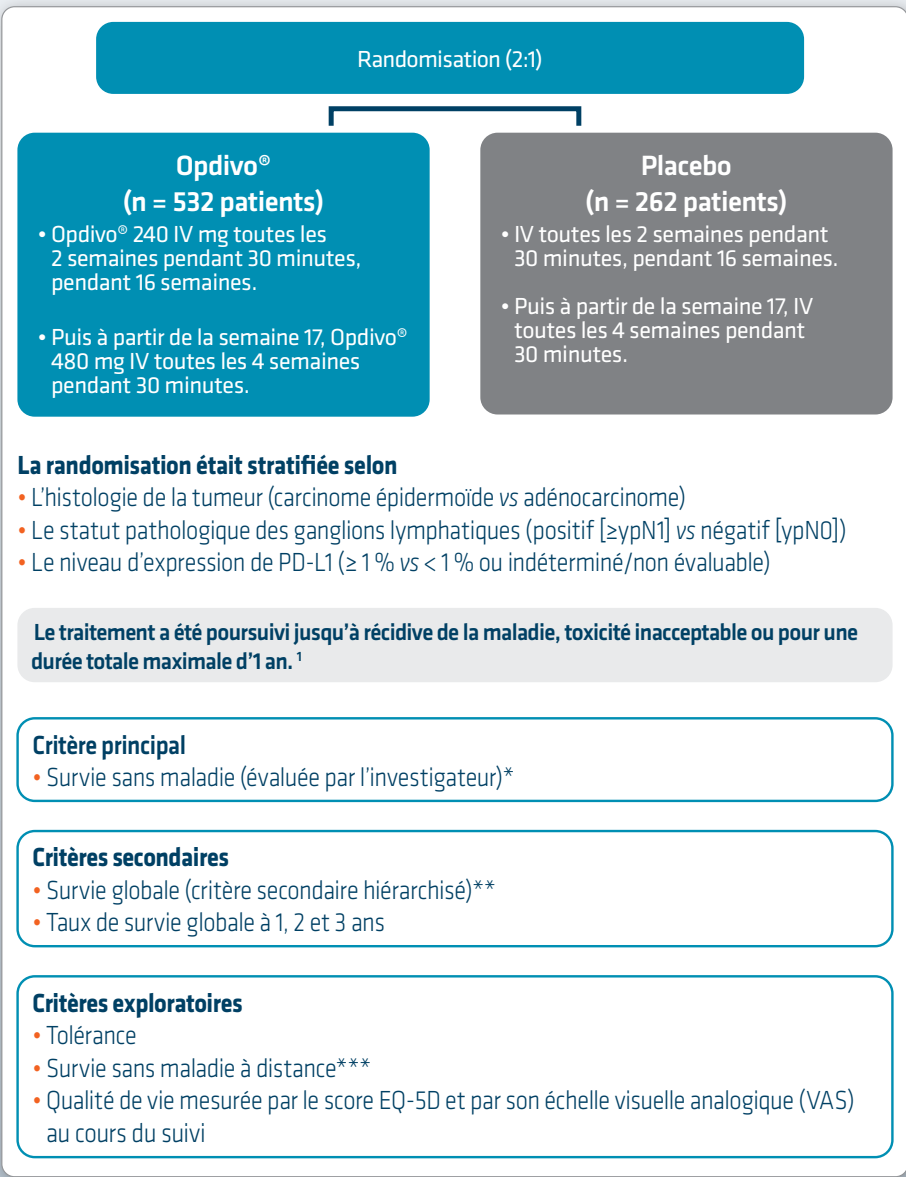 Randomisation (2:1)
Opdivo®
(n = 532 patients)
• Opdivo® 240 IV mg toutes les
2 semaines pendant 30 minutes,
pendant 16 semaines.
• Puis à partir de la semaine 17, Opdivo®
480 mg IV toutes les 4 semaines
pendant 30 minutes.
Placebo
(n = 262 patients)
• IV toutes les 2 semaines pendant
30 minutes, pendant 16 semaines.
• Puis à partir de la semaine 17, IV
toutes les 4 semaines pendant
30 minutes.
La randomisation était stratifiée selon
• L'histologie de la tumeur (carcinome épidermoïde vs adénocarcinome)
• Le statut pathologique des ganglions lymphatiques (positif [≥ypN1] vs négatif [ypN0])
• Le niveau d'expression de PD-L1 (≥ 1 % vs < 1 % ou indéterminé/non évaluable)
Le traitement a été poursuivi jusqu'à récidive de la maladie, toxicité inacceptable ou pour une
durée totale maximale d'1 an. ¹
Critère principal
• Survie sans maladie (évaluée par l'investigateur)*
Critères secondaires
• Survie globale (critère secondaire hiérarchisé)**
• Taux de survie globale à 1, 2 et 3 ans
Critères exploratoires
• Tolérance
• Survie sans maladie à distance***
• Qualité de vie mesurée par le score EQ-5D et par son échelle visuelle analogique (VAS)
au cours du suivi